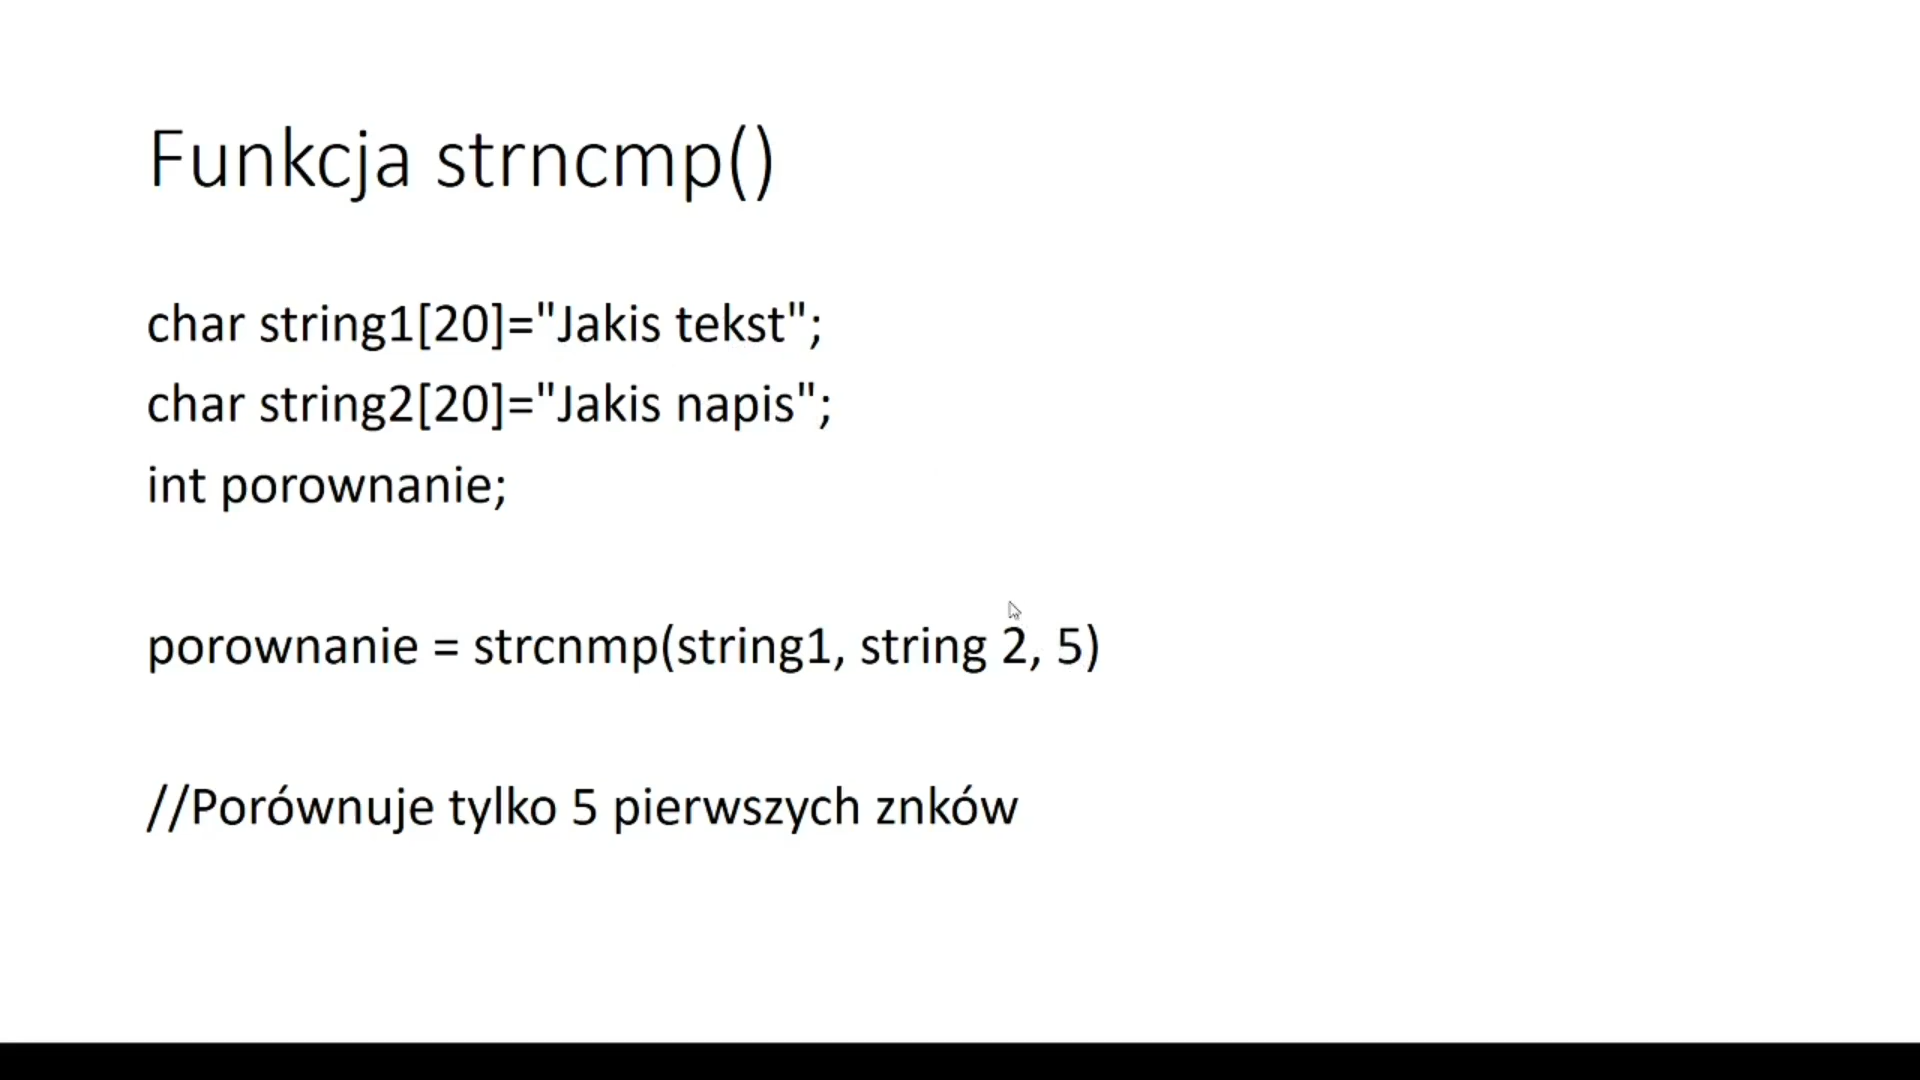 Funkcja strncmp()
char string1[20]="Jakis tekst";
char string2[20]="Jakis napis";
int porownanie;
porownanie = strcnmp(string1, string 2, 5)
//Porównuje tylko 5 pierwszych znków